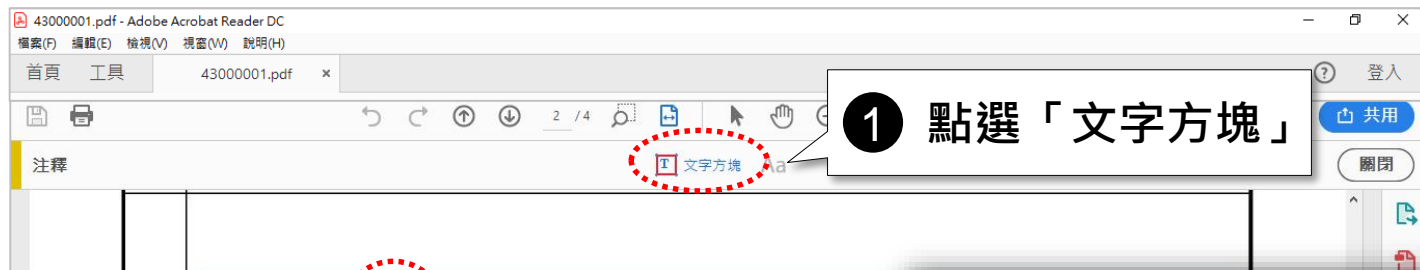 43000001.pdf - Adobe Acrobat Reader DC
檔案(F) 編輯(E) 檢視(V) 視窗(W) 說明(H)
首頁 工具 43000001.pdf × ? 登入
2 / 4 共用
❶ 點選「文字方塊」
注釋 T 文字方塊 Aa 關閉